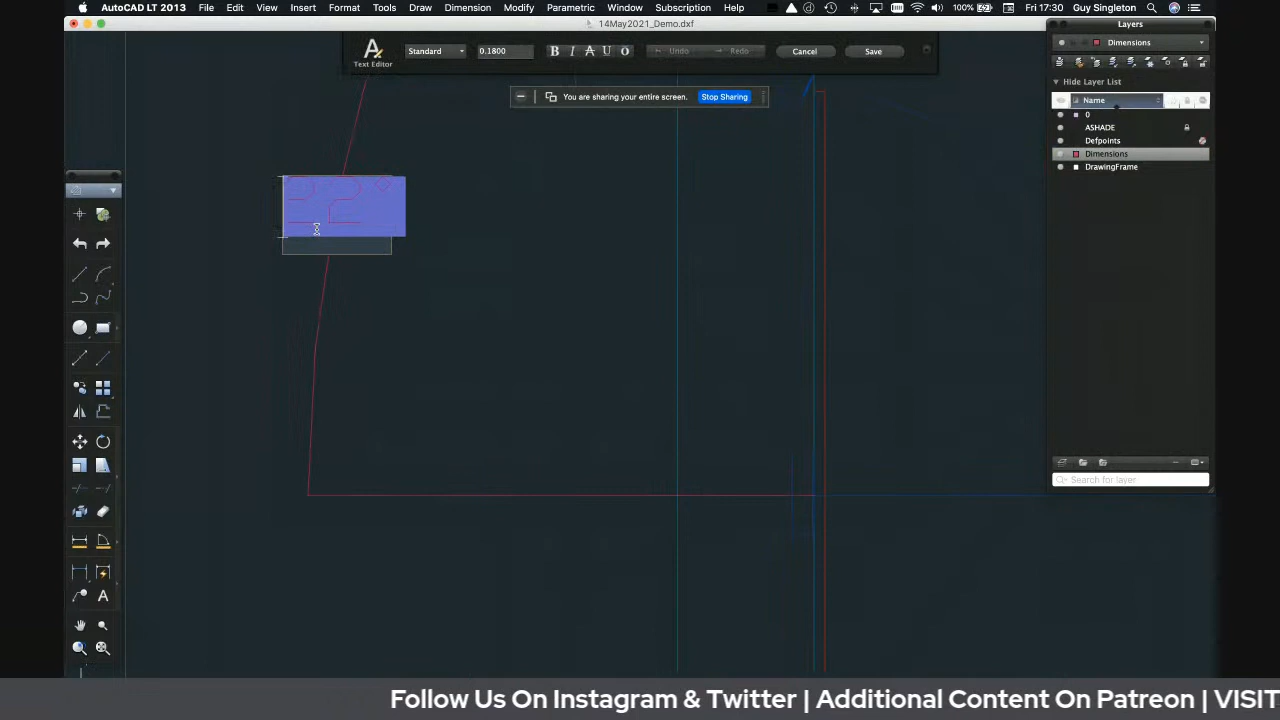 AutoCAD LT 2013 File Edit View Insert Format Tools Draw Dimension Modify Parametric Window Subscription Help 100% Fri 17:30 Guy Singleton
14May2021_Demo.dxf
Layers
Text Editor
Standard
0.1800
B I A U O
Undo
Redo
Cancel
Save
Dimensions
Hide Layer List
You are sharing your entire screen.
Stop Sharing
Name
0
ASHADE
Defpoints
Dimensions
DrawingFrame
22°
A
Search for layer
Follow Us On Instagram & Twitter | Additional Content On Patreon | VISIT